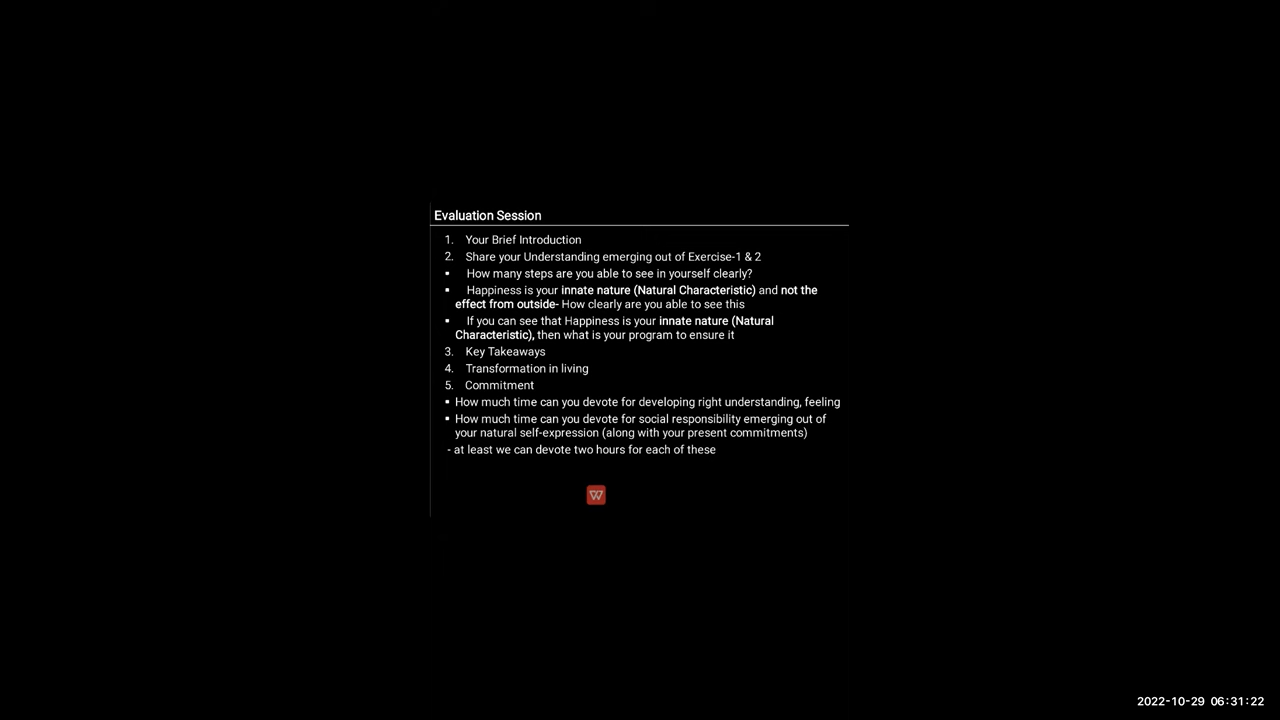 Evaluation Session
1. Your Brief Introduction
2. Share your Understanding emerging out of Exercise-1 & 2
▪ How many steps are you able to see in yourself clearly?
▪ Happiness is your innate nature (Natural Characteristic) and not the
effect from outside- How clearly are you able to see this
▪ If you can see that Happiness is your innate nature (Natural
Characteristic), then what is your program to ensure it
3. Key Takeaways
4. Transformation in living
5. Commitment
▪ How much time can you devote for developing right understanding, feeling
▪ How much time can you devote for social responsibility emerging out of
your natural self-expression (along with your present commitments)
- at least we can devote two hours for each of these
W
2022-10-29 06:31:22